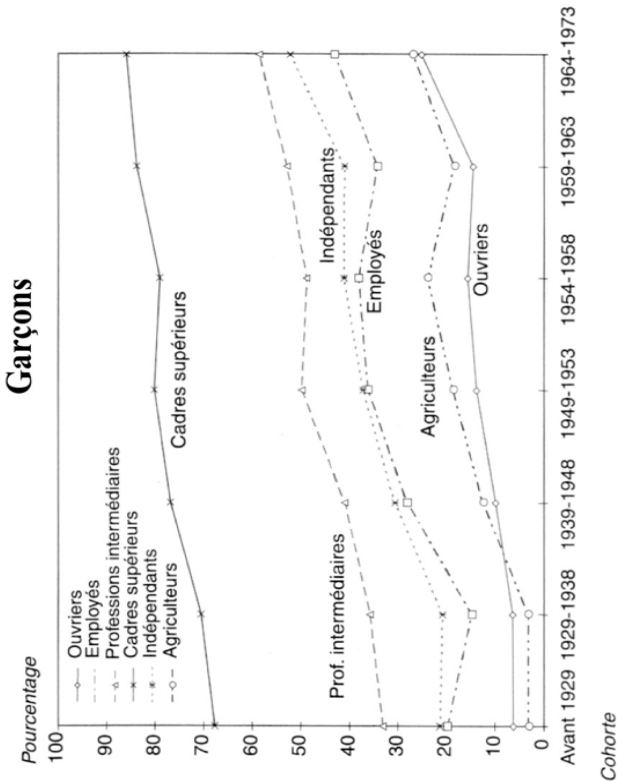 Garçons
Pourcentage
100
90
80
70
60
50
40
30
20
10
0
Ouvriers
Employés
Professions intermédiaires
Cadres supérieurs
Indépendants
Agriculteurs
Cadres supérieurs
Prof. intermédiaires
Indépendants
Employés
Agriculteurs
Ouvriers
Avant 1929 1929-1938 1939-1948 1949-1953 1954-1958 1959-1963 1964-1973
Cohorte